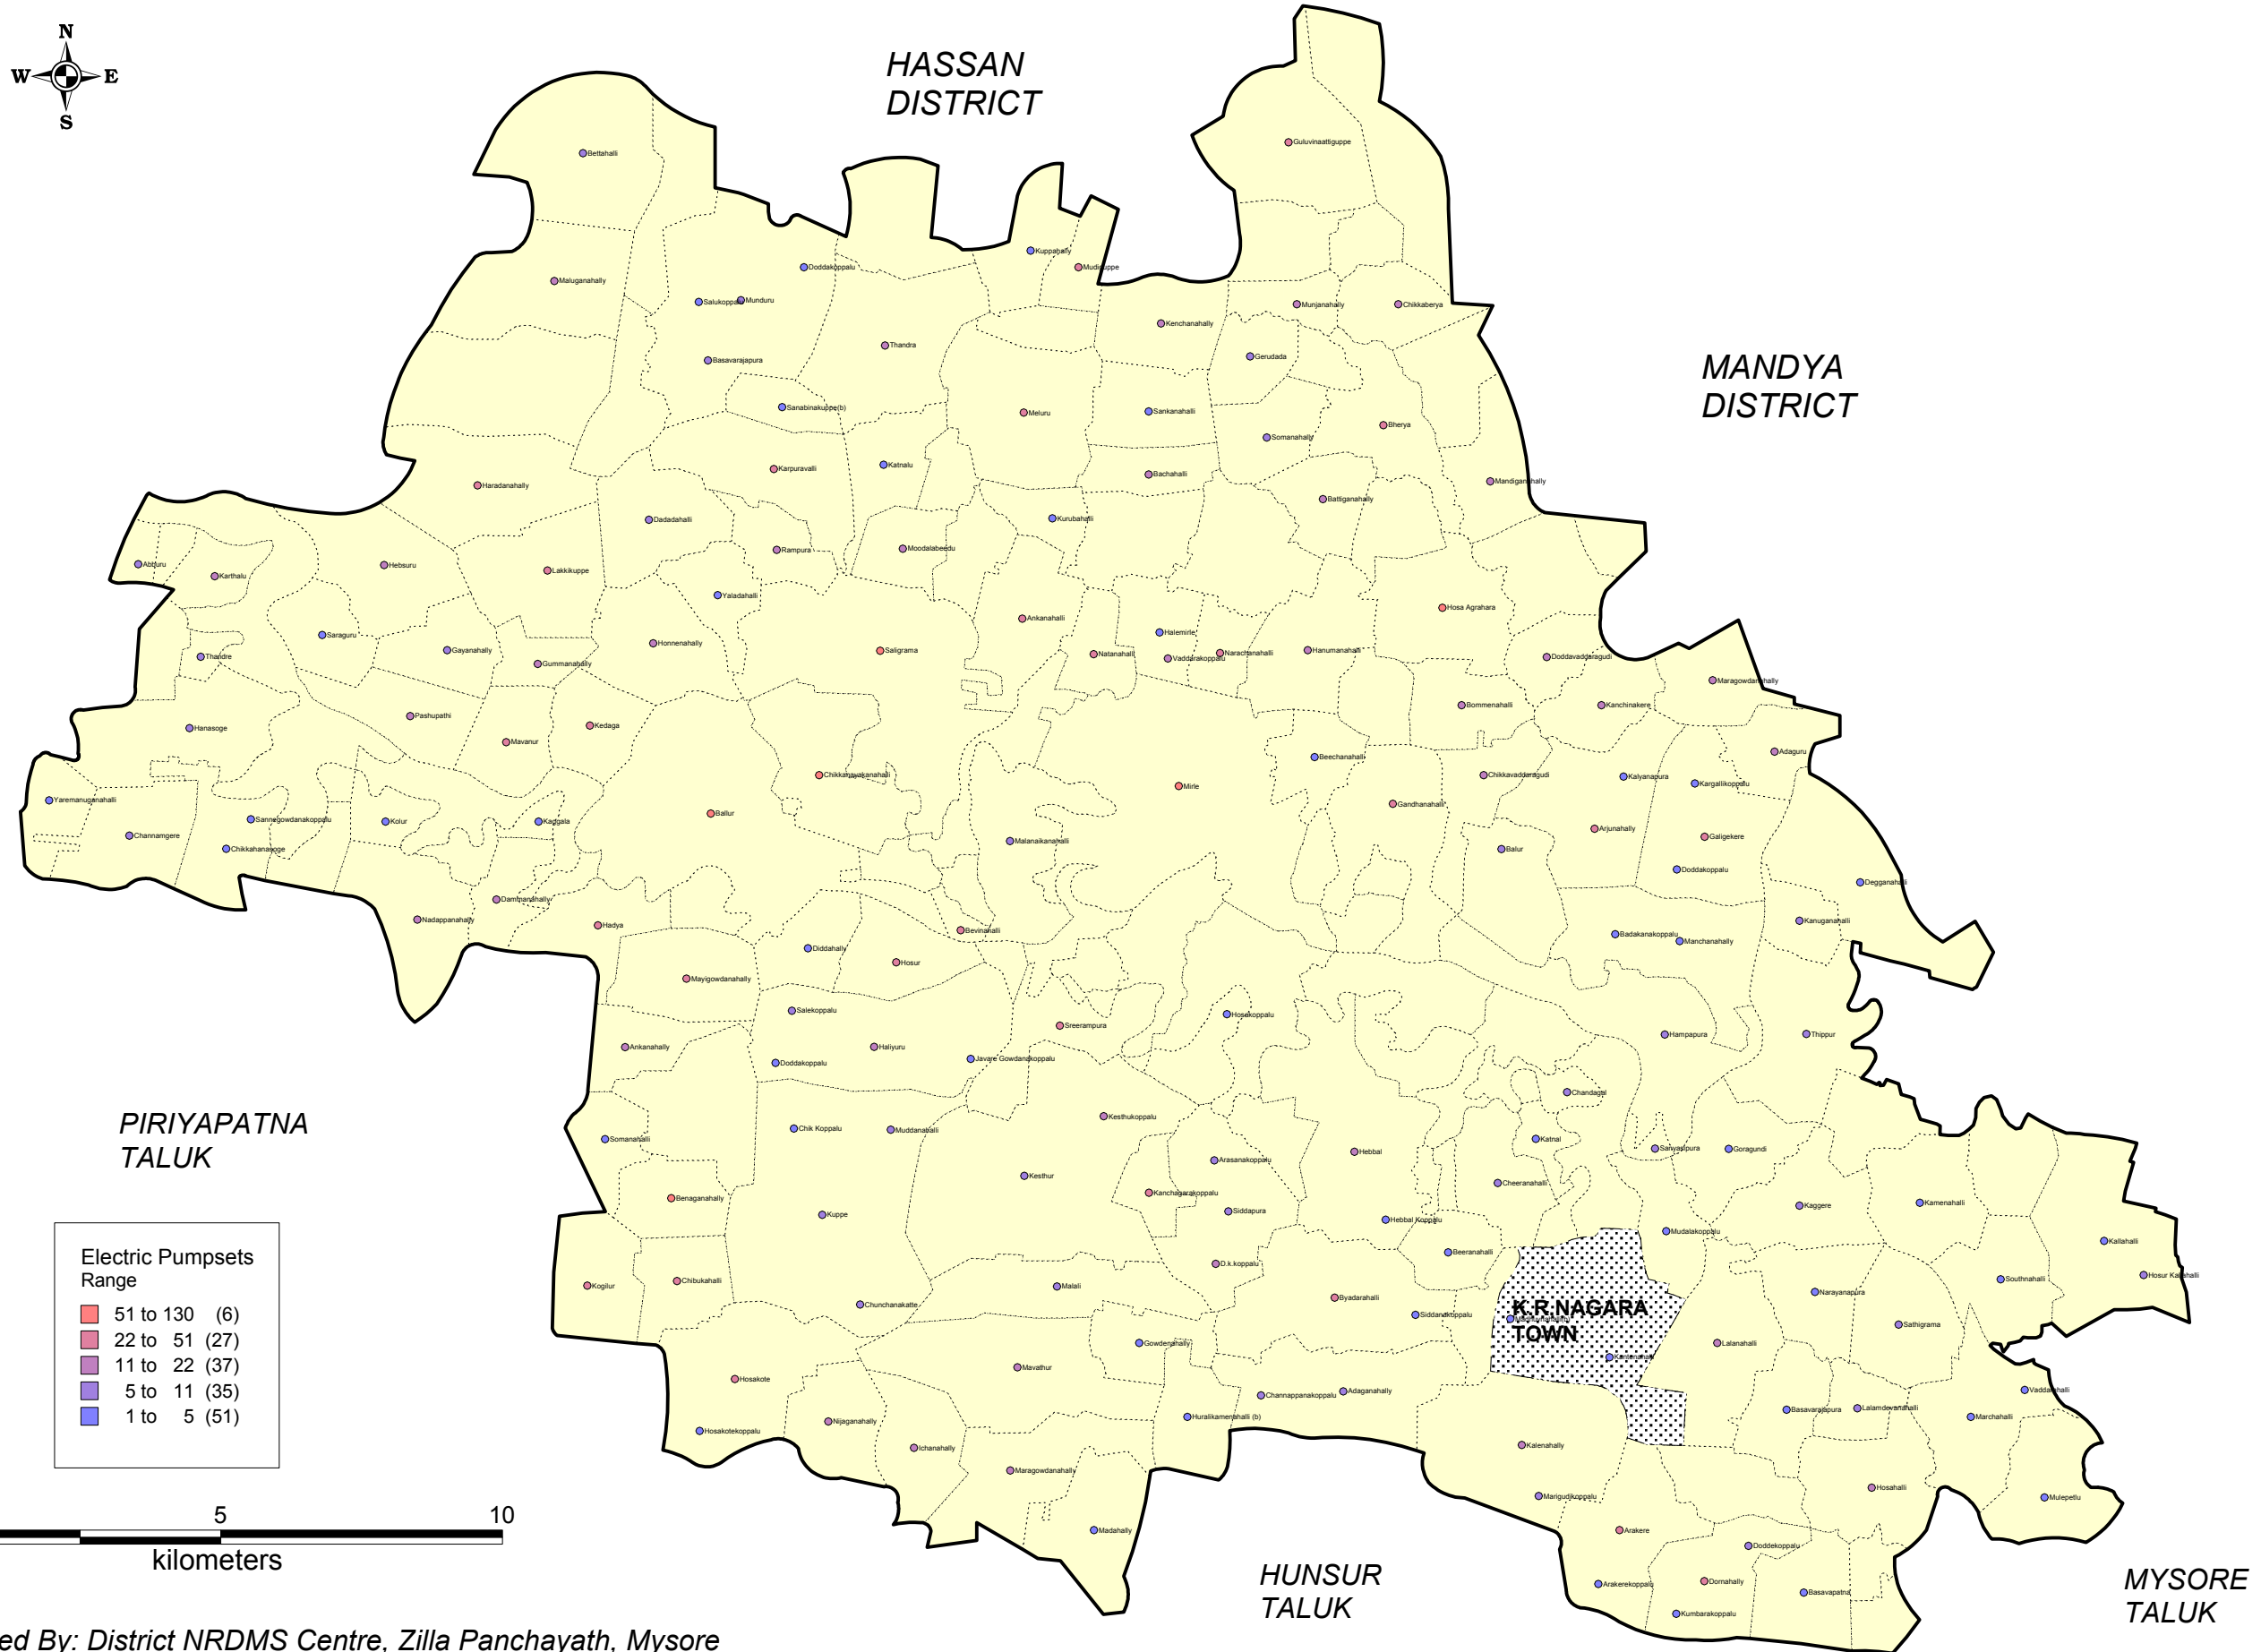 N
W E
S
HASSAN
DISTRICT
MANDYA
DISTRICT
PIRIYAPATNA
TALUK
HUNSUR
TALUK
MYSORE
TALUK
Guluvinaattiguppe
Bettahalli
Kuppahally
Doddakoppalu
Maluganahally
Munduru
Munjanahally
Chikkaberya
Kenchanahally
Thandra
Gerudada
Basavarajapura
Sanabinakuppe(b)
Meluru
Sankanahalli
Bherya
Somanahally
Katnalu
Karpuravalli
Bachahalli
Haradanahally
Battiganahally
Kurubahalli
Dadadahalli
Moodalabeedu
Rampura
Abburu
Hebsuru
Lakkikuppe
Karthalu
Yaladahalli
Hosa Agrahara
Ankanahalli
Halemirle
Saraguru
Honnenahally
Gayanahally
Saligrama
Hanumanahalli
Narachanahalli
Natanahalli
Thandre
Doddavaddaragudi
Vaddarakoppalu
Gummanahally
Maragowdanahally
Bommenahalli
Kanchinakere
Pashupathi
Kedaga
Hanasoge
Mavanur
Adaguru
Beechanahalli
Chikkanayakanahalli
Chikkavadderagudi
Kalyanapura
Kargallikoppalu
Mirle
Yaremanuganahalli
Gandhanahalli
Ballur
Sannegowdanakoppalu
Kolur
Kaggala
Arjunahally
Channamgere
Galigekere
Malanaikanahalli
Chikkahanasoge
Balur
Doddakoppalu
Degganahalli
Dammanahally
Nadappanahally
Kanuganahalli
Hadya
Bevinahalli
Badakanakoppalu
Manchanahally
Diddahally
Hosur
Mayigowdanahally
Salekoppalu
Hosakoppalu
Sreerampura
Hampapura
Thippur
Ankanahally
Haliyuru
Javare Gowdanakoppalu
Doddakoppalu
Chandagal
Kesthukoppalu
Chik Koppalu
Muddanahalli
Somanahalli
Katnal
Sanyasipura
Goragundi
Hebbal
Arasanakoppalu
Kesthur
Cheeranahalli
Kanchagarakoppalu
Benaganahally
Kamenahalli
Kaggere
Siddapura
Kuppe
Hebbal Koppalu
Mudalakoppalu
Kallahalli
Beeranahalli
D.k.koppalu
Hosur Kallahalli
Southnahalli
Chibukahalli
Kogilur
Malali
Narayanapura
Byadarahalli
Chunchanakatte
Siddanakoppalu
K.R.NAGARA
TOWN
Sathigrama
Gowdenahally
Lalanahalli
Mavathur
Hosakote
Vaddarahalli
Adaganahally
Channappanakoppalu
Lalamdevanahalli
Basavarajapura
Huralikamenahalli (b)
Marchahalli
Nijaganahally
Hosakotekoppalu
Kalenahally
Ichanahally
Maragowdanahally
Hosahalli
Marigudikoppalu
Mulepetlu
Madahally
Arakere
Doddekoppalu
Dornahally
Arakerekoppalu
Basavapatna
Kumbarakoppalu
Electric Pumpsets
Range
51 to 130 (6)
22 to 51 (27)
11 to 22 (37)
5 to 11 (35)
1 to 5 (51)
5 10
kilometers
ed By: District NRDMS Centre, Zilla Panchayath, Mysore